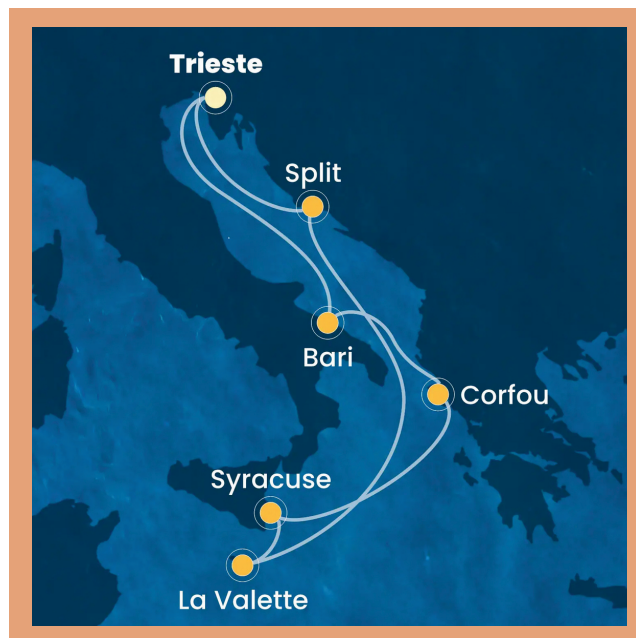 Trieste
Split
Bari
Corfou
Syracuse
La Valette